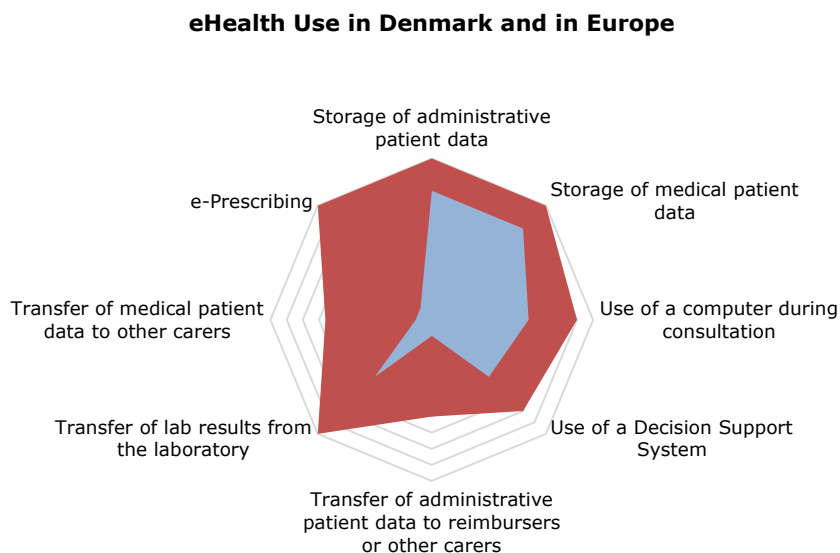 eHealth Use in Denmark and in Europe
Storage of administrative
patient data
Storage of medical patient
data
Use of a computer during
consultation
Use of a Decision Support
System
Transfer of administrative
patient data to reimbursers
or other carers
Transfer of lab results from
the laboratory
Transfer of medical patient
data to other carers
e-Prescribing